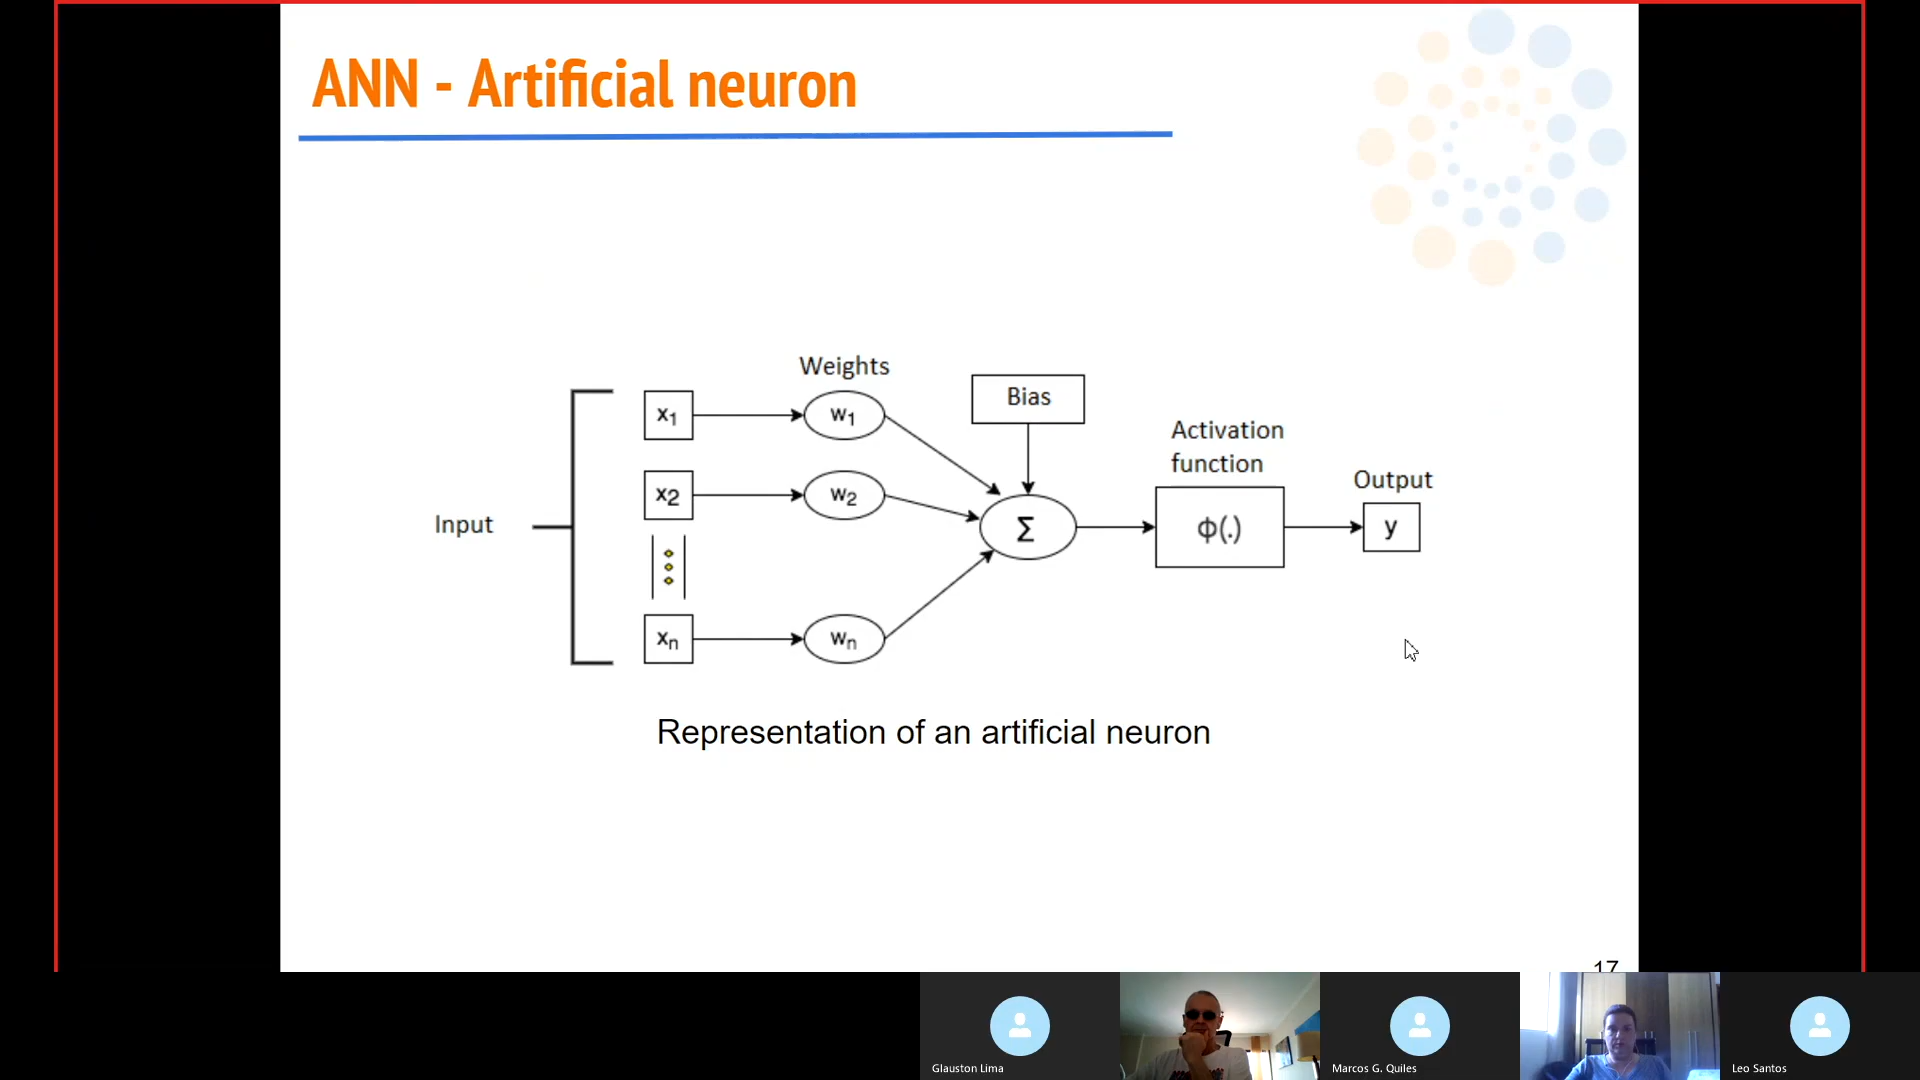 ANN - Artificial neuron
Weights
Bias
Activation
function
Output
Input
x1
w1
x2
w2
Σ
Φ(.)
y
xn
wn
Representation of an artificial neuron
17
Glauston Lima
Marcos G. Quiles
Leo Santos